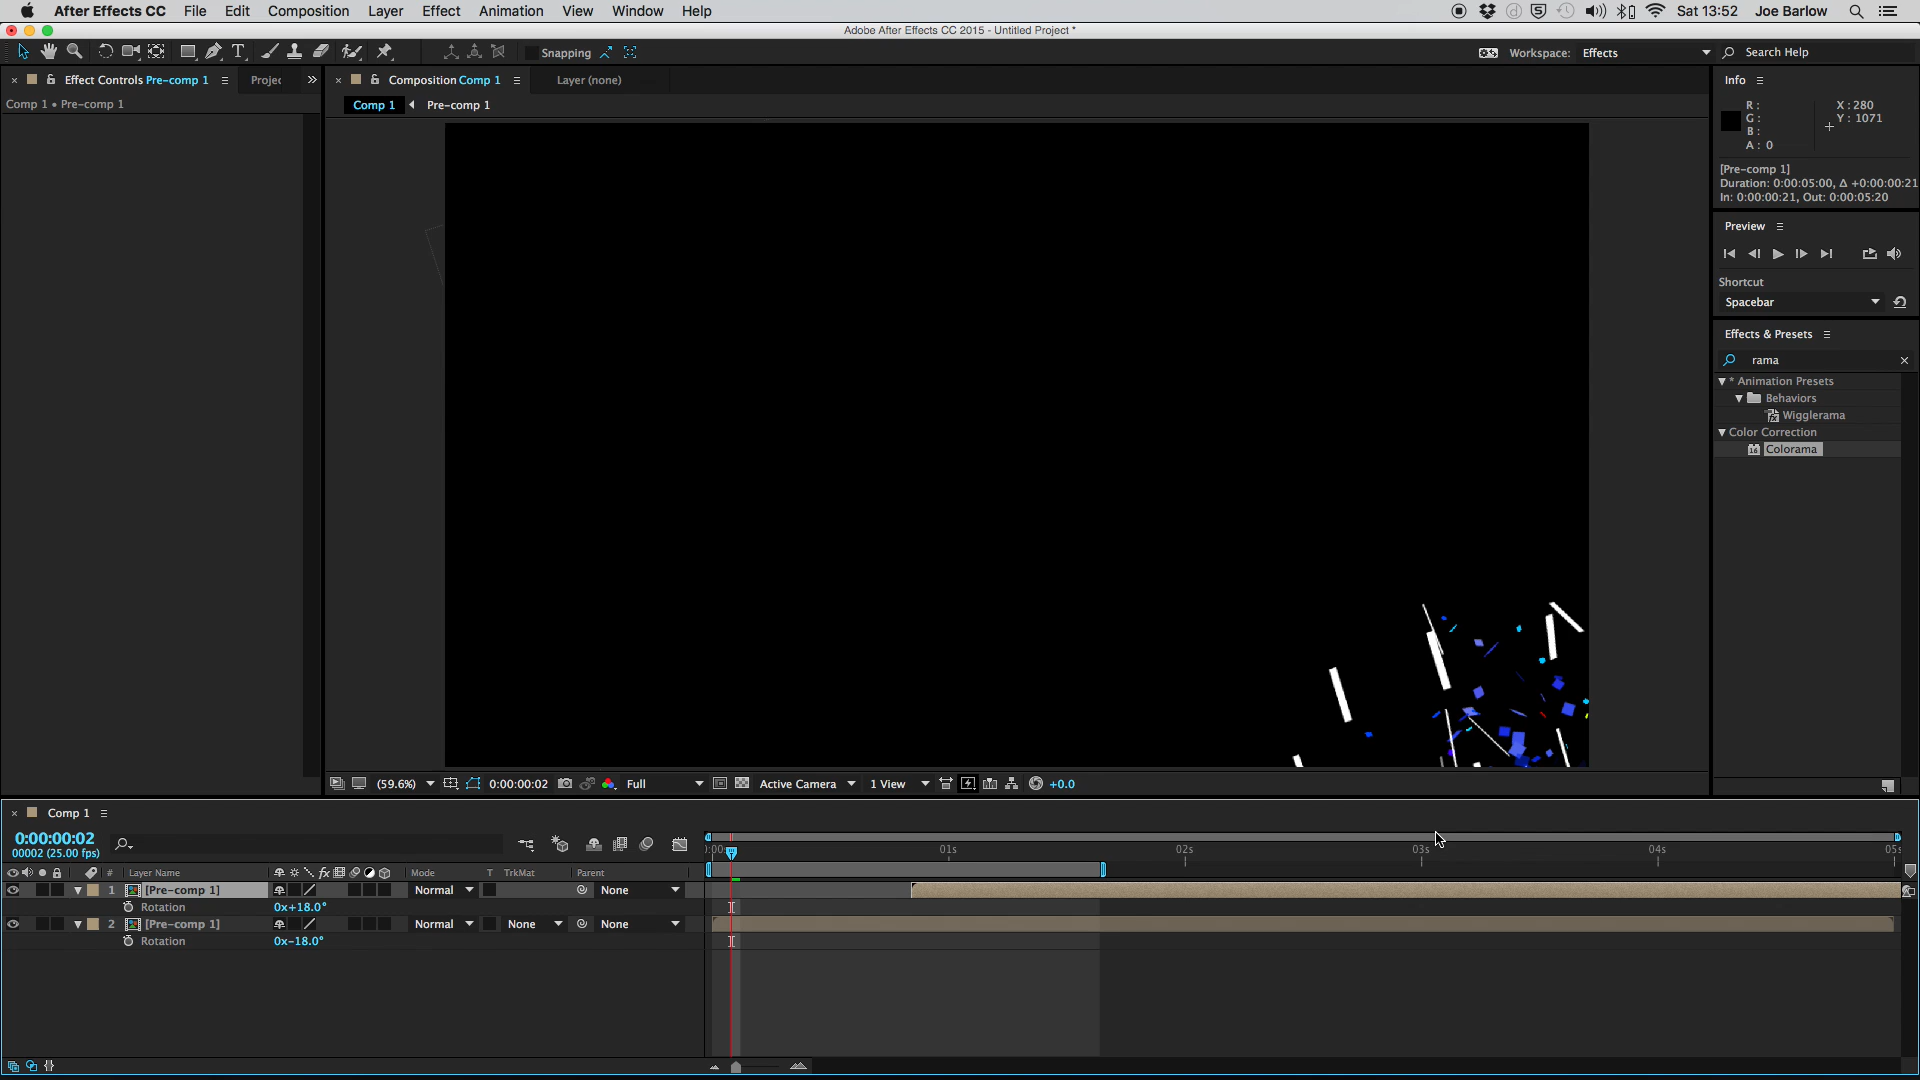 After Effects CC File Edit Composition Layer Effect Animation View Window Help Sat 13:52 Joe Barlow
Adobe After Effects CC 2015 - Untitled Project *
T Snapping Workspace: Effects Search Help
Effect Controls Pre-comp 1 Projec Composition Comp 1 Layer (none) Info
Comp 1 • Pre-comp 1
Comp 1 Pre-comp 1
R :
G :
B :
A : 0
X : 280
Y : 1071
[Pre-comp 1]
Duration: 0:00:05:00, Δ +0:00:00:21
In: 0:00:00:21, Out: 0:00:05:20
Preview
Shortcut
Spacebar
Effects & Presets
rama
* Animation Presets
Behaviors
Wigglerama
Color Correction
Colorama
(59.6%) 0:00:00:02 Full Active Camera 1 View +0.0
Comp 1
0:00:00:02
00002 (25.00 fps)
:00s 01s 02s 03s 04s 05s
# Layer Name Mode T TrkMat Parent
1 [Pre-comp 1] Normal None
Rotation 0x+18.0°
2 [Pre-comp 1] Normal None None
Rotation 0x-18.0°